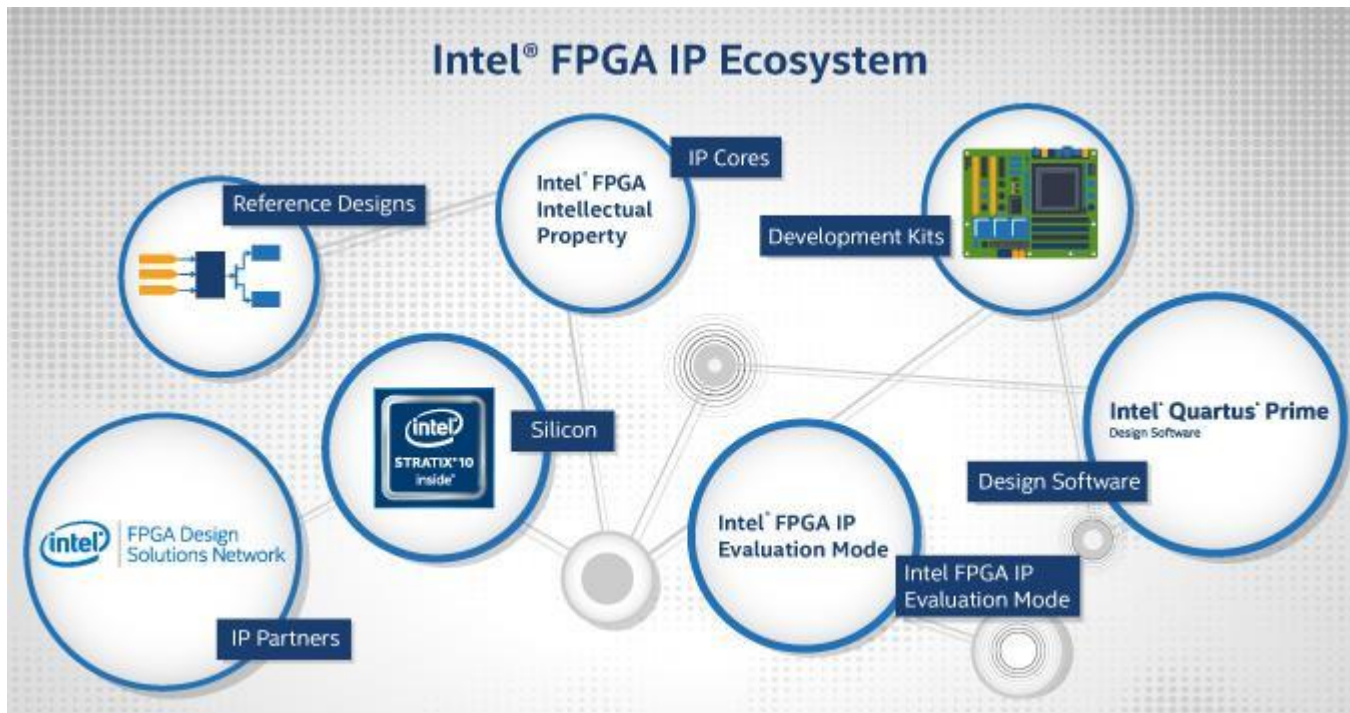 Intel® FPGA IP Ecosystem
IP Cores
Intel® FPGA
Intellectual
Property
Reference Designs
Development Kits
intel
STRATIX® 10
inside™
Silicon
Intel® Quartus® Prime
Design Software
Design Software
intel
FPGA Design
Solutions Network
IP Partners
Intel® FPGA IP
Evaluation Mode
Intel FPGA IP
Evaluation Mode